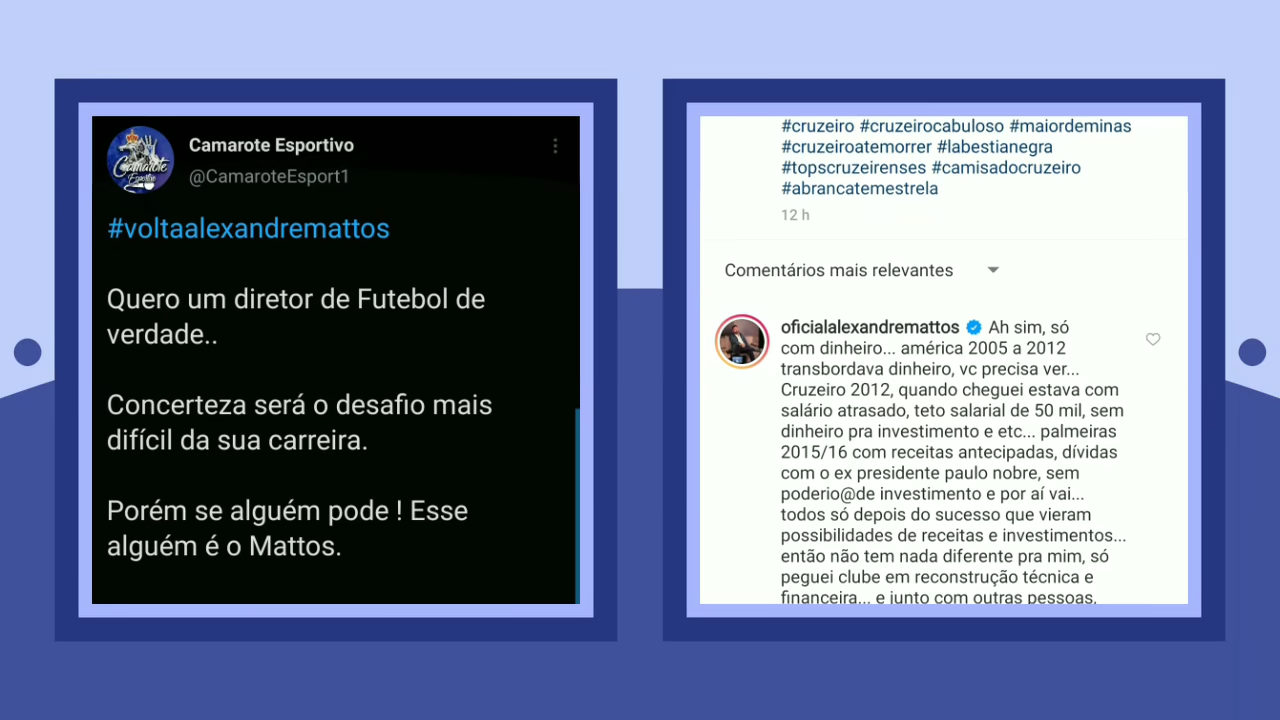 Camarote Esportivo
@CamaroteEsport1
#voltaalexandremattos
Quero um diretor de Futebol de
verdade..
Concerteza será o desafio mais
difícil da sua carreira.
Porém se alguém pode ! Esse
alguém é o Mattos.
#cruzeiro #cruzeirocabuloso #maiordeminas
#cruzeiroatemorrer #labestianegra
#topscruzeirenses #camisadocruzeiro
#abrancatemestrela
12 h
Comentários mais relevantes
oficialalexandremattos Ah sim, só
com dinheiro... américa 2005 a 2012
transbordava dinheiro, vc precisa ver...
Cruzeiro 2012, quando cheguei estava com
salário atrasado, teto salarial de 50 mil, sem
dinheiro pra investimento e etc... palmeiras
2015/16 com receitas antecipadas, dívidas
com o ex presidente paulo nobre, sem
poderio@de investimento e por aí vai...
todos só depois do sucesso que vieram
possibilidades de receitas e investimentos...
então não tem nada diferente pra mim, só
peguei clube em reconstrução técnica e
financeira... e junto com outras pessoas,